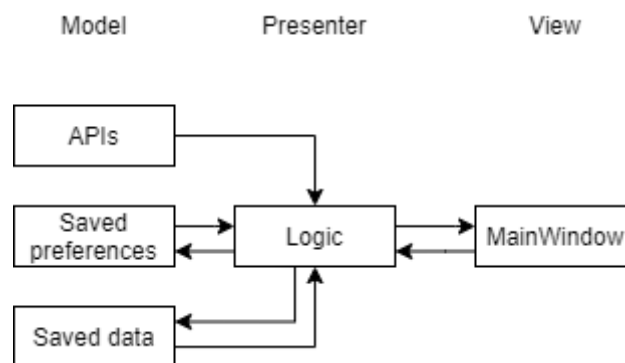 Model Presenter View
APIs
Saved
preferences
Logic
MainWindow
Saved data